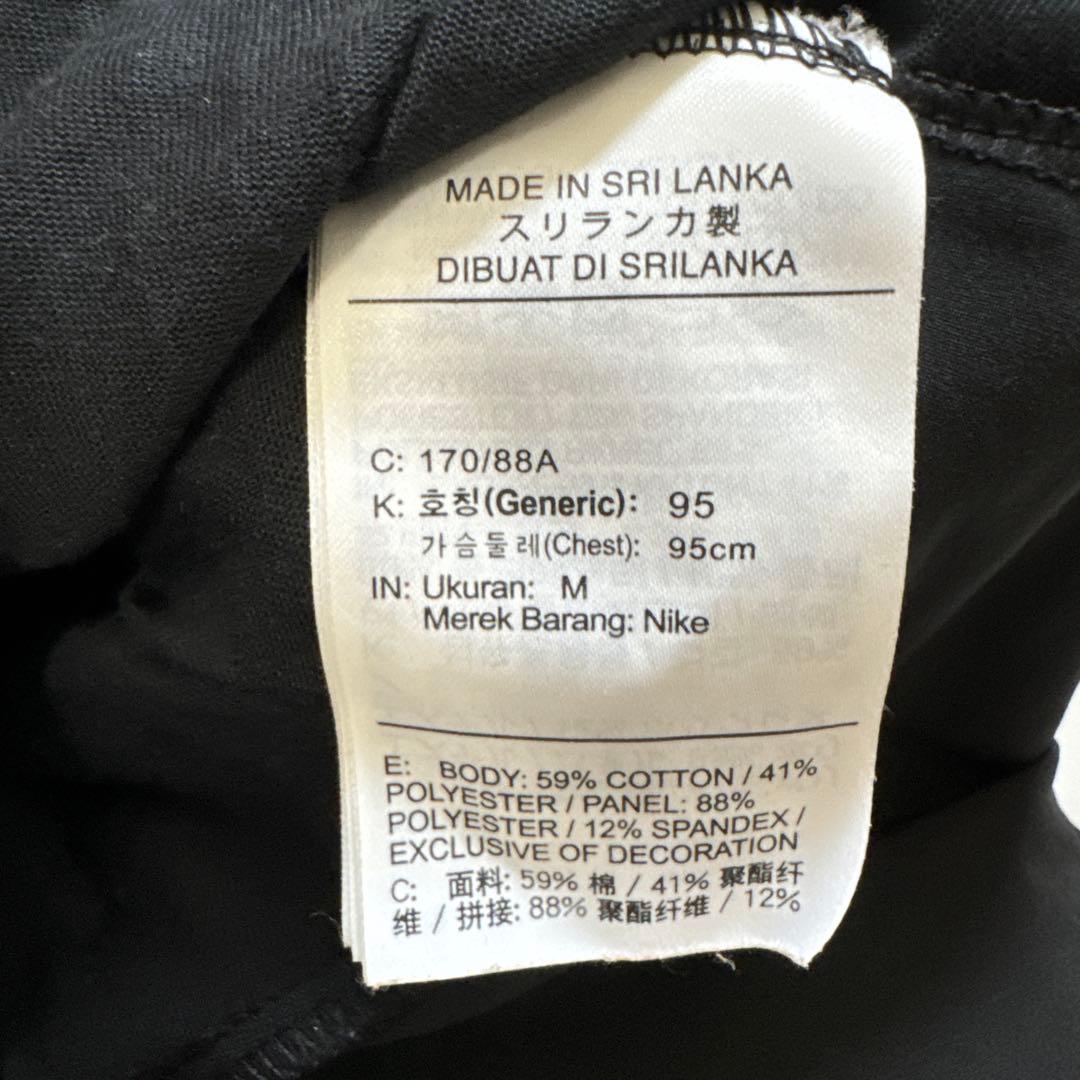 MADE IN SRI LANKA
スリランカ製
DIBUAT DI SRILANKA
C: 170/88A
K: 호칭(Generic): 95
가슴둘레(Chest): 95cm
IN: Ukuran: M
Merek Barang: Nike
E: BODY: 59% COTTON / 41%
POLYESTER / PANEL: 88%
POLYESTER / 12% SPANDEX /
EXCLUSIVE OF DECORATION
C: 面料: 59% 棉 / 41% 聚酯纤
维 / 拼接: 88% 聚酯纤维 / 12%